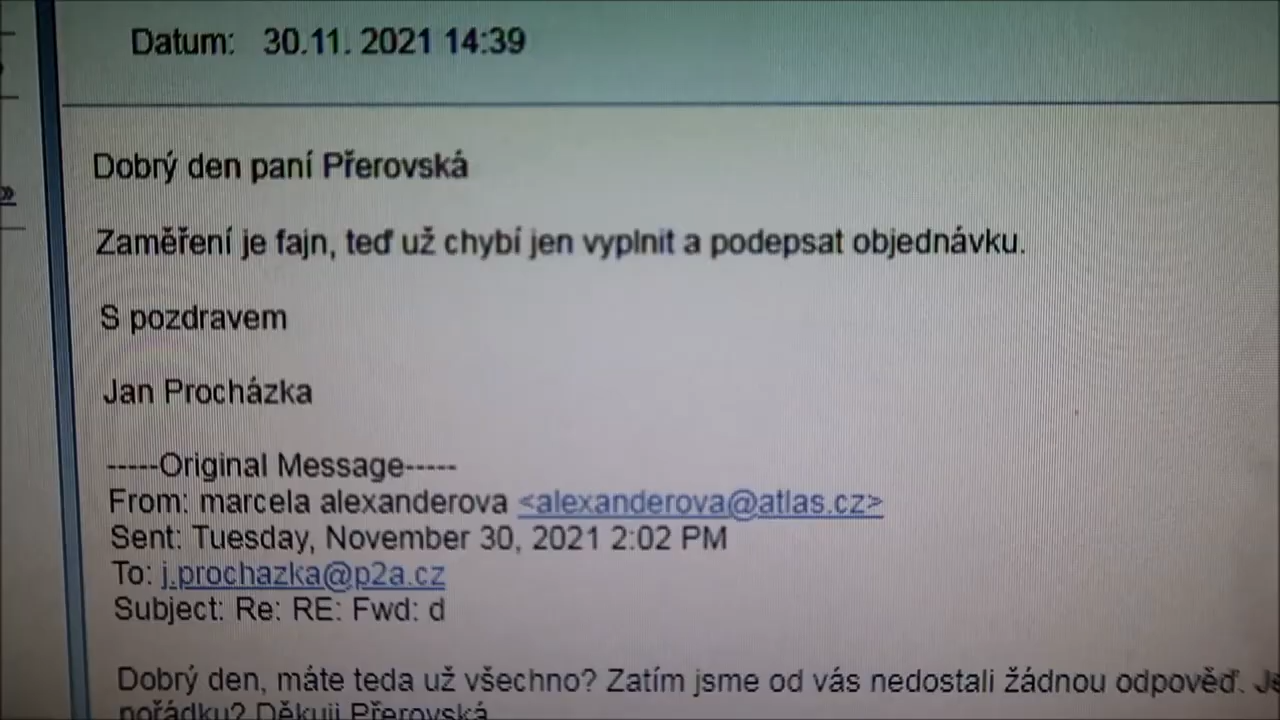 Datum: 30.11. 2021 14:39
»
Dobrý den paní Přerovská
Zaměření je fajn, teď už chybí jen vyplnit a podepsat objednávku.
S pozdravem
Jan Procházka
-----Original Message-----
From: marcela alexanderova <alexanderova@atlas.cz>
Sent: Tuesday, November 30, 2021 2:02 PM
To: j.prochazka@p2a.cz
Subject: Re: RE: Fwd: d
Dobrý den, máte teda už všechno? Zatím jsme od vás nedostali žádnou odpověď.
pořádku? Děkuji Přerovská